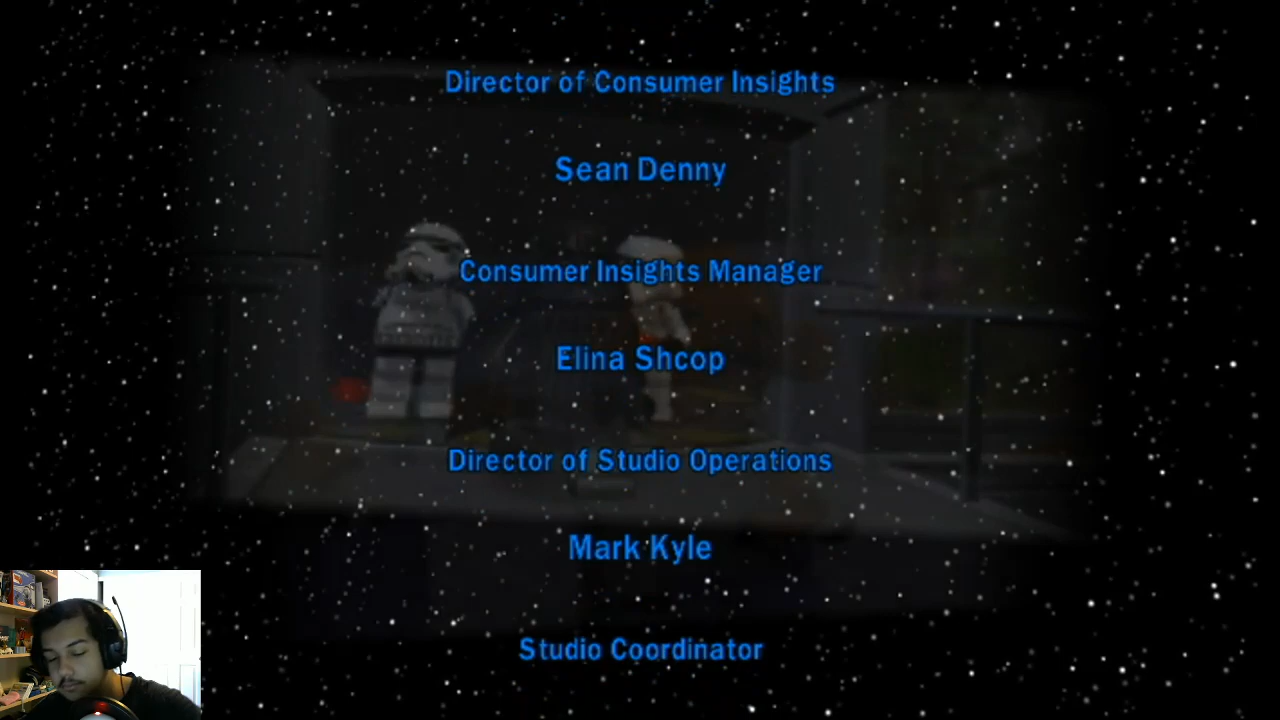 Director of Consumer Insights
Sean Denny
Consumer Insights Manager
Elina Shcop
Director of Studio Operations
Mark Kyle
Studio Coordinator